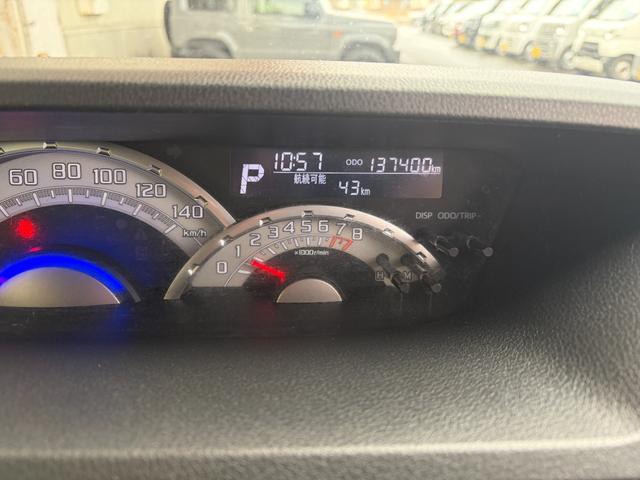 10:57 ODO 137400km
P
航続可能
43km
60 80 100 120 140
km/h
0 1 2 3 4 5 6 7 8
×1000r/min
DISP ODO/TRIP
H M